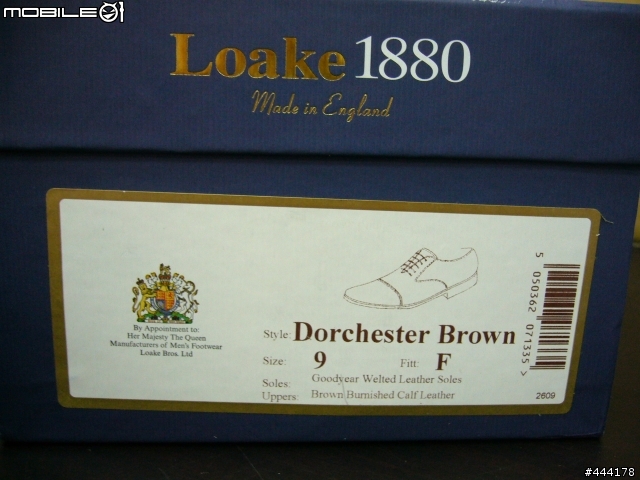 MOBILE01
Loake 1880
Made in England
By Appointment to:
Her Majesty The Queen
Manufacturers of Men's Footwear
Loake Bros. Ltd
Style: Dorchester Brown
Size: 9 Fitt: F
Soles: Goodyear Welted Leather Soles
Uppers: Brown Burnished Calf Leather
5 050362 071335 >
2609
#444178